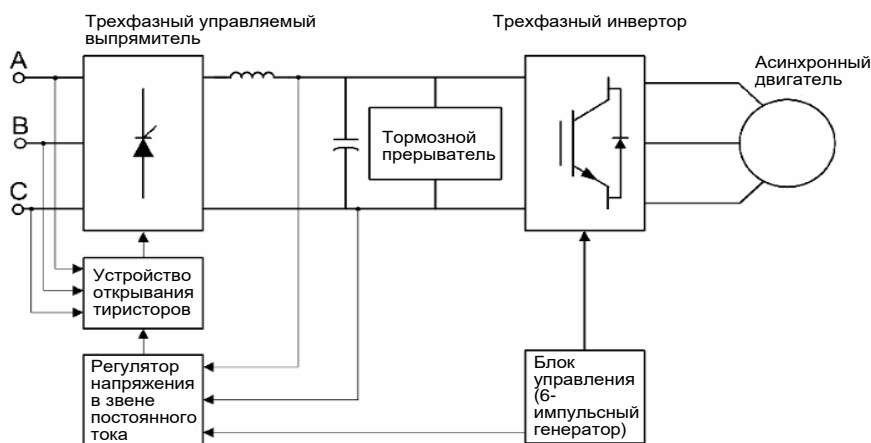 Трехфазный управляемый
выпрямитель
Трехфазный инвертор
Асинхронный
двигатель
A
B
C
Тормозной
прерыватель
Устройство
открывания
тиристоров
Регулятор
напряжения
в звене
постоянного
тока
Блок
управления
(6-
импульсный
генератор)